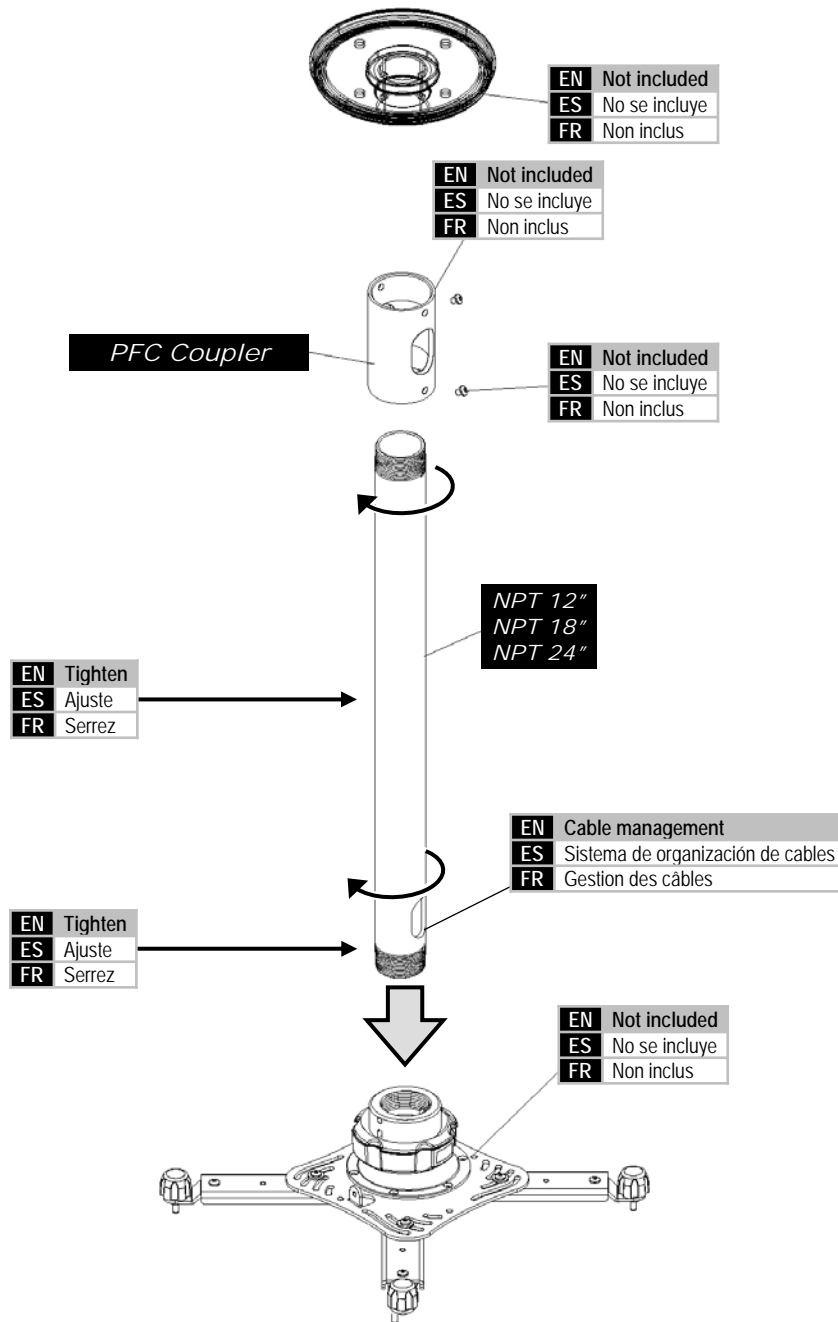 EN Not included
ES No se incluye
FR Non inclus
EN Not included
ES No se incluye
FR Non inclus
PFC Coupler
EN Not included
ES No se incluye
FR Non inclus
NPT 12"
NPT 18"
NPT 24"
EN Tighten
ES Ajuste
FR Serrez
EN Cable management
ES Sistema de organización de cables
FR Gestion des câbles
EN Tighten
ES Ajuste
FR Serrez
EN Not included
ES No se incluye
FR Non inclus